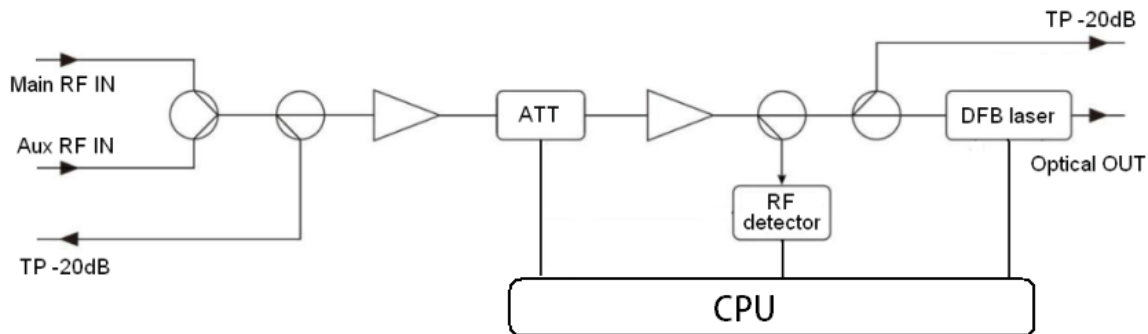 TP -20dB
Main RF IN
ATT
DFB laser
Aux RF IN
Optical OUT
RF
detector
TP -20dB
CPU